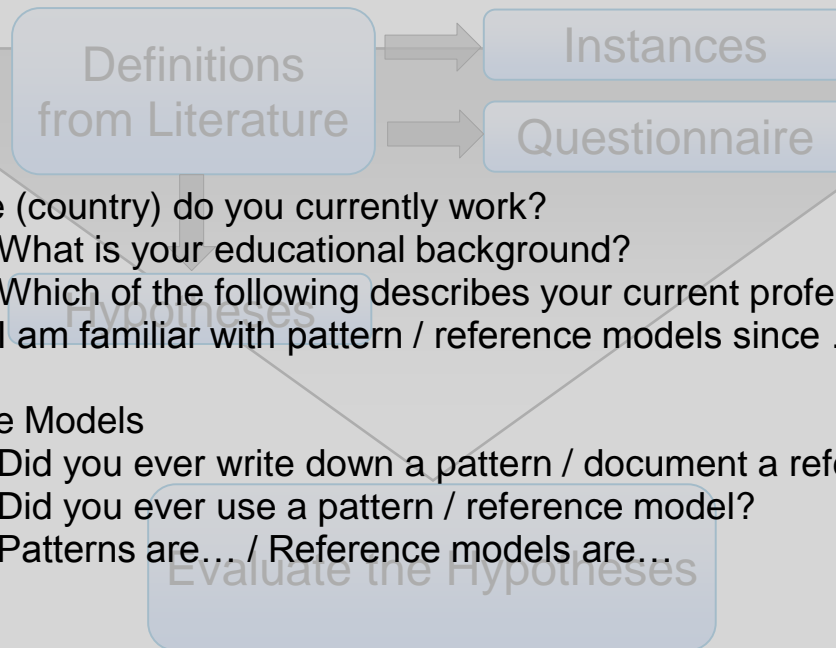 Definitions
from Literature
Instances
Questionnaire
e (country) do you currently work?
What is your educational background?
Which of the following describes your current profe
Hypotheses
I am familiar with pattern / reference models since .
e Models
Did you ever write down a pattern / document a refe
Did you ever use a pattern / reference model?
Patterns are… / Reference models are…
Evaluate the Hypotheses